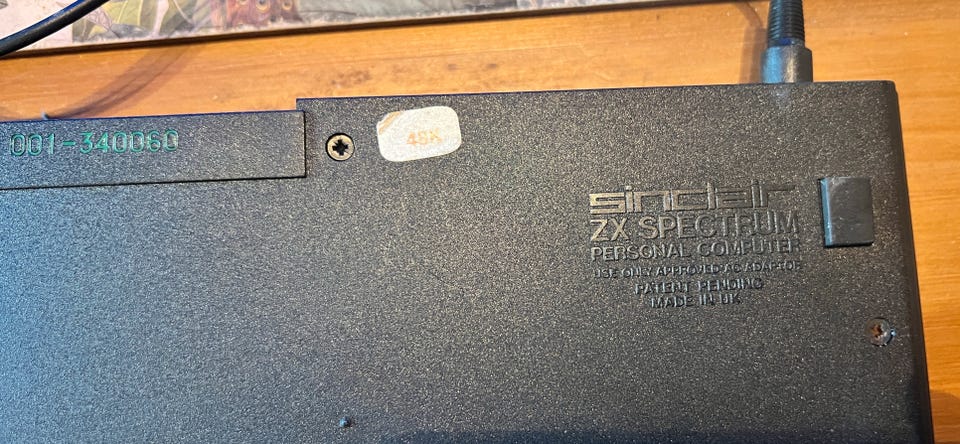 001-340060
48K
sinclair
ZX SPECTRUM
PERSONAL COMPUTER
USE ONLY APPROVED AC ADAPTOR
PATENT PENDING
MADE IN UK